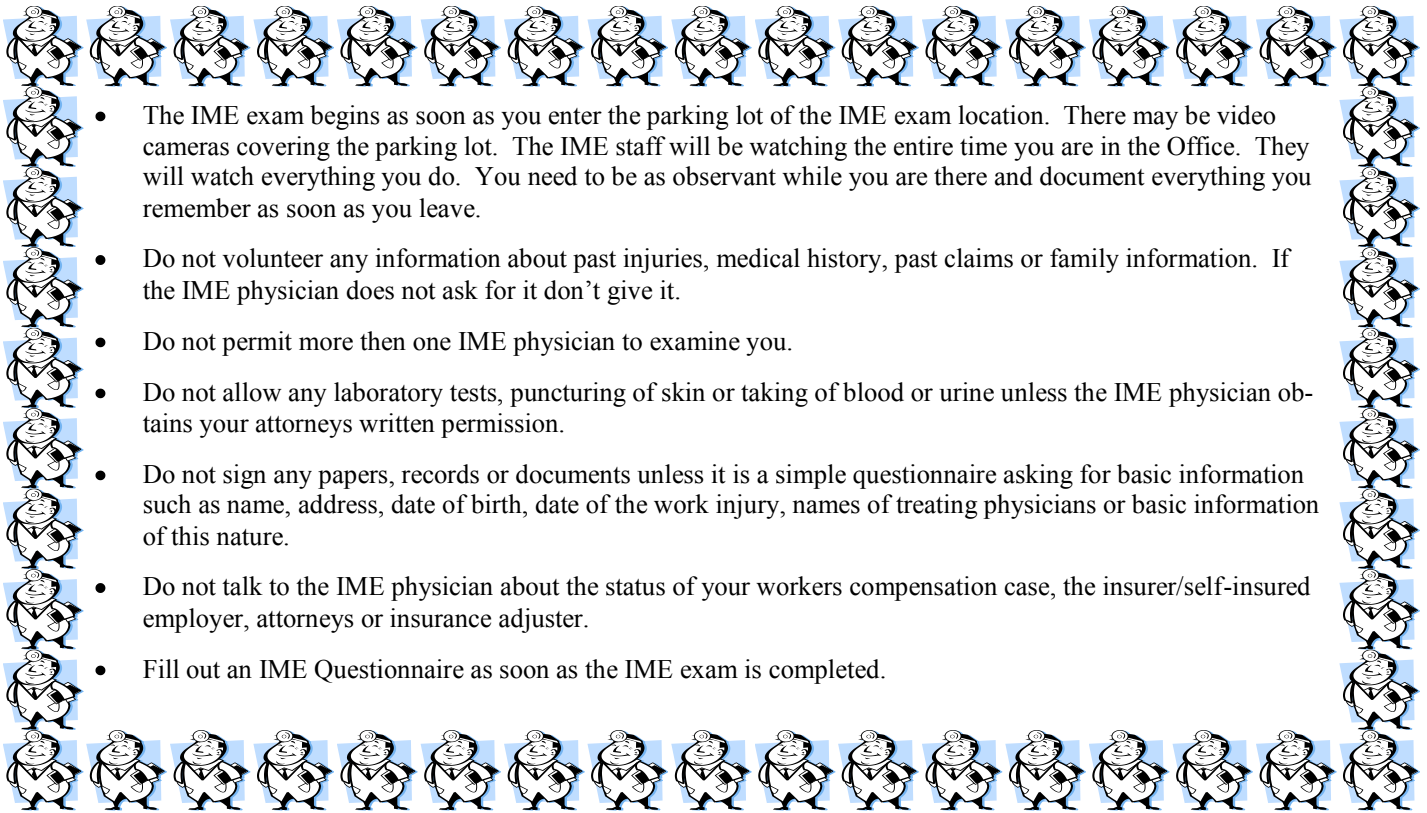 • The IME exam begins as soon as you enter the parking lot of the IME exam location.  There may be video
cameras covering the parking lot.  The IME staff will be watching the entire time you are in the Office.  They
will watch everything you do.  You need to be as observant while you are there and document everything you
remember as soon as you leave.
• Do not volunteer any information about past injuries, medical history, past claims or family information.  If
the IME physician does not ask for it don’t give it.
• Do not permit more then one IME physician to examine you.
• Do not allow any laboratory tests, puncturing of skin or taking of blood or urine unless the IME physician ob-
tains your attorneys written permission.
• Do not sign any papers, records or documents unless it is a simple questionnaire asking for basic information
such as name, address, date of birth, date of the work injury, names of treating physicians or basic information
of this nature.
• Do not talk to the IME physician about the status of your workers compensation case, the insurer/self-insured
employer, attorneys or insurance adjuster.
• Fill out an IME Questionnaire as soon as the IME exam is completed.